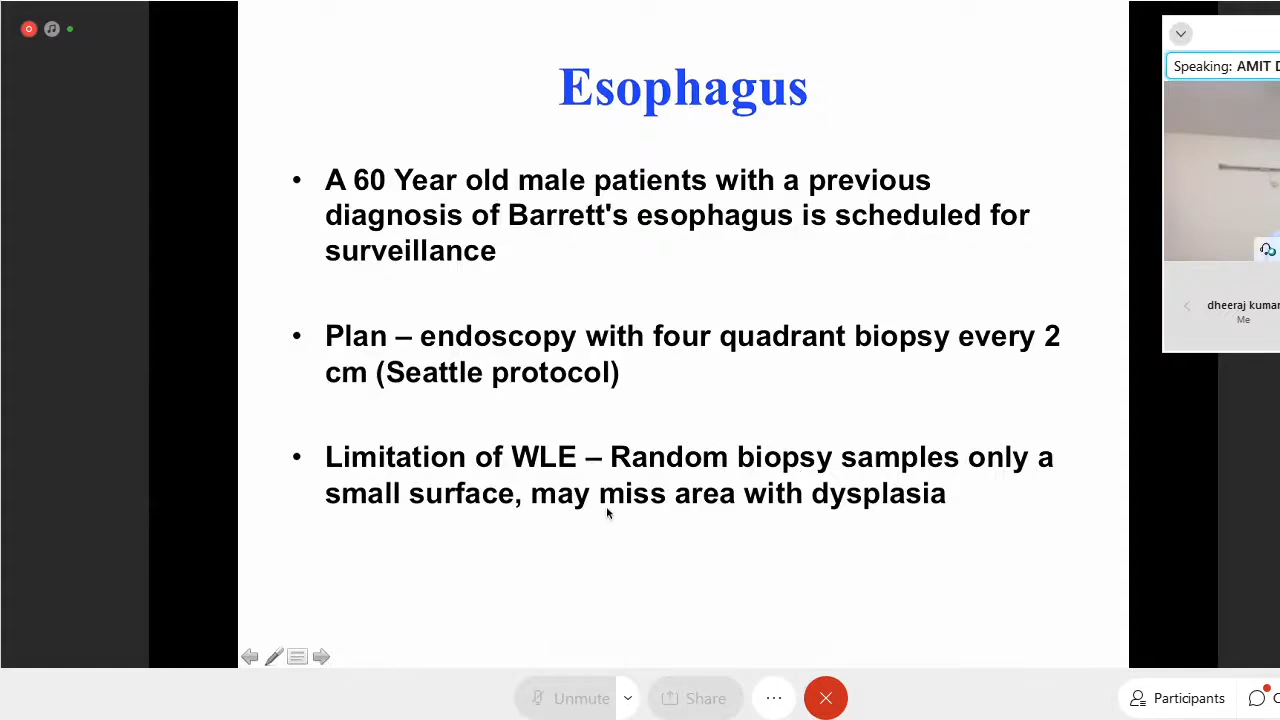 Esophagus
Speaking: AMIT D
• A 60 Year old male patients with a previous
diagnosis of Barrett's esophagus is scheduled for
surveillance
• Plan – endoscopy with four quadrant biopsy every 2
cm (Seattle protocol)
• Limitation of WLE – Random biopsy samples only a
small surface, may miss area with dysplasia
dheeraj kumar
Me
Unmute
Share
Participants